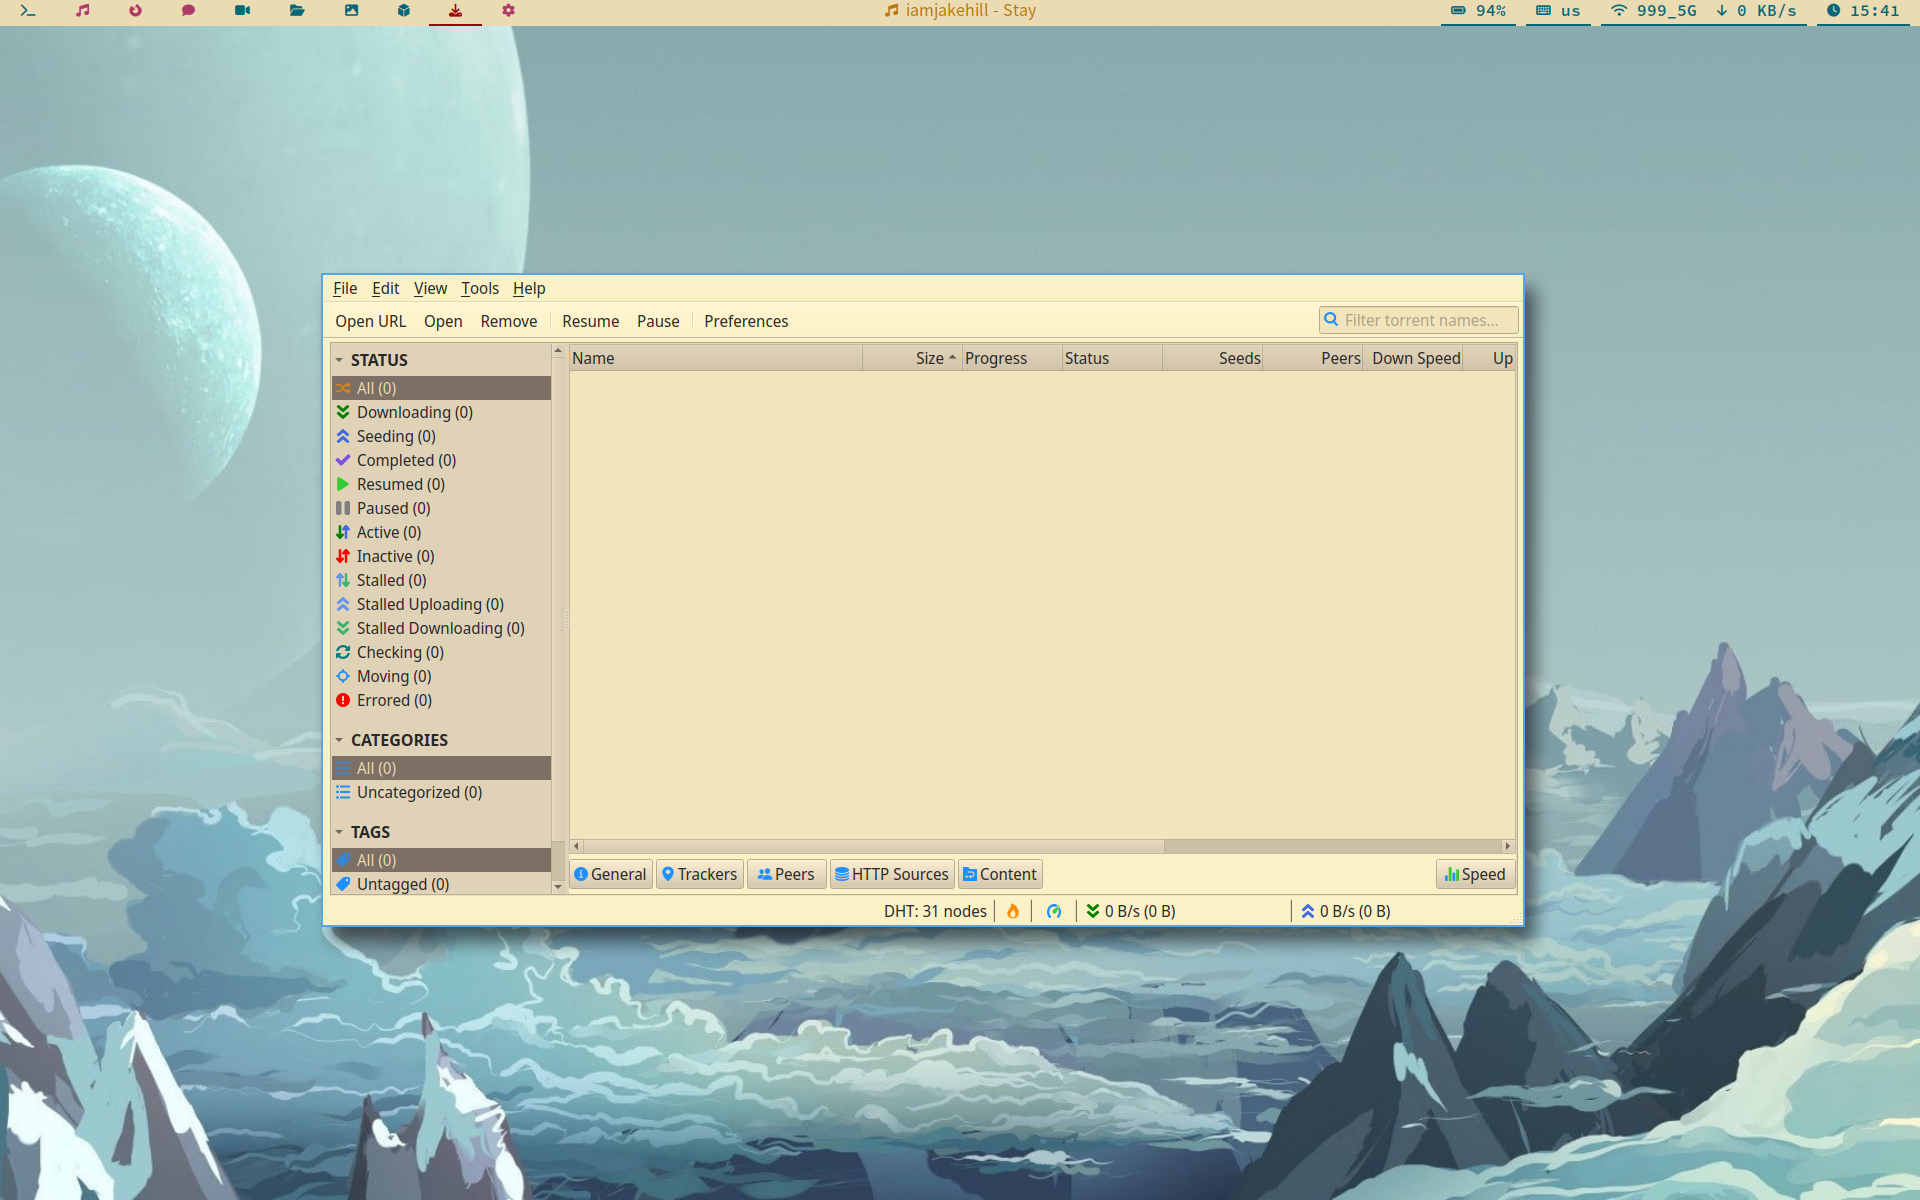 iamjakehill - Stay
94%
us
999_5G
0 KB/s
15:41
File Edit View Tools Help
Open URL Open Remove Resume Pause Preferences
Filter torrent names...
STATUS
All (0)
Downloading (0)
Seeding (0)
Completed (0)
Resumed (0)
Paused (0)
Active (0)
Inactive (0)
Stalled (0)
Stalled Uploading (0)
Stalled Downloading (0)
Checking (0)
Moving (0)
Errored (0)
CATEGORIES
All (0)
Uncategorized (0)
TAGS
All (0)
Untagged (0)
Name Size Progress Status Seeds Peers Down Speed Up
General Trackers Peers HTTP Sources Content Speed
DHT: 31 nodes 0 B/s (0 B) 0 B/s (0 B)